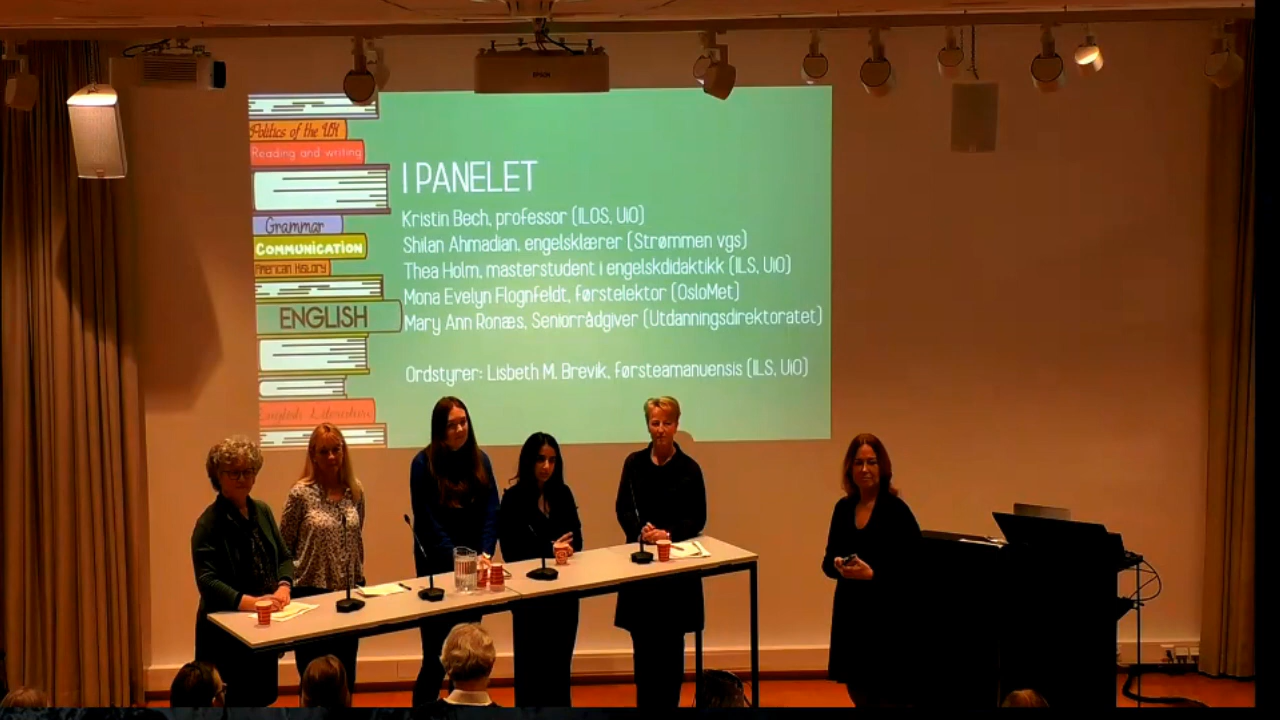 EPSON
Politics of the UK
Reading and writing
Grammar
COMMUNICATION
American History
ENGLISH
English Literature
I PANELET
Kristin Bech, professor (ILOS, UiO)
Shilan Ahmadian, engelsklærer (Strømmen vgs)
Thea Holm, masterstudent i engelskdidaktikk (ILS, UiO)
Mona Evelyn Flognfeldt, førstelektor (OsloMet)
Mary Ann Ronæs, Seniorrådgiver (Utdanningsdirektoratet)
Ordstyrer: Lisbeth M. Brevik, førsteamanuensis (ILS, UiO)